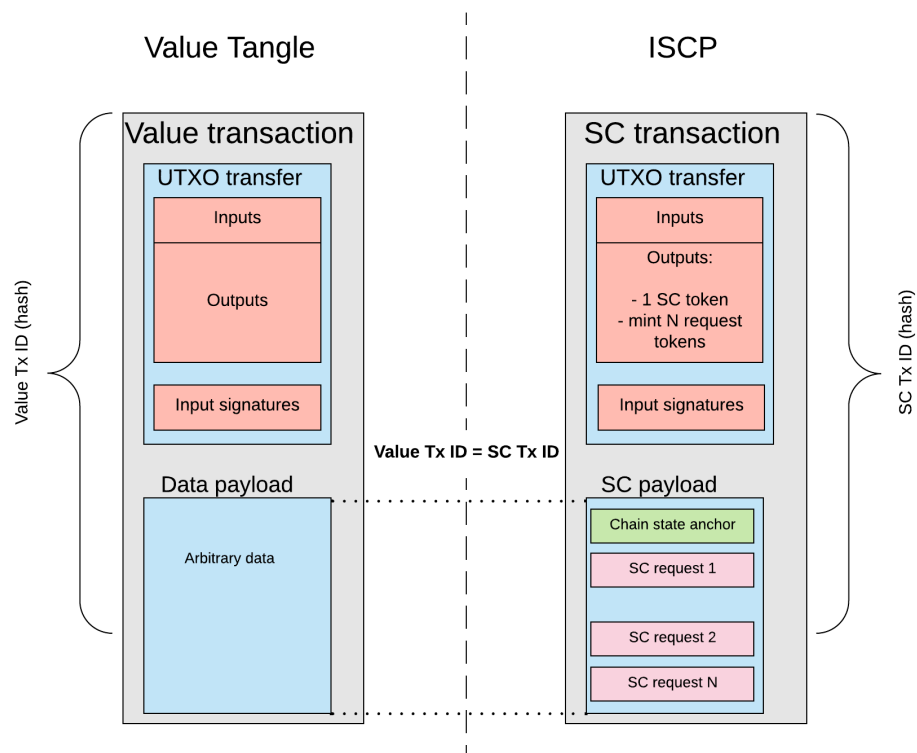 Value Tangle
ISCP
Value transaction
UTXO transfer
Inputs
Outputs
Input signatures
Data payload
Arbitrary data
Value Tx ID (hash)
Value Tx ID = SC Tx ID
SC transaction
UTXO transfer
Inputs
Outputs:
- 1 SC token
- mint N request
tokens
Input signatures
SC payload
Chain state anchor
SC request 1
SC request 2
SC request N
SC Tx ID (hash)